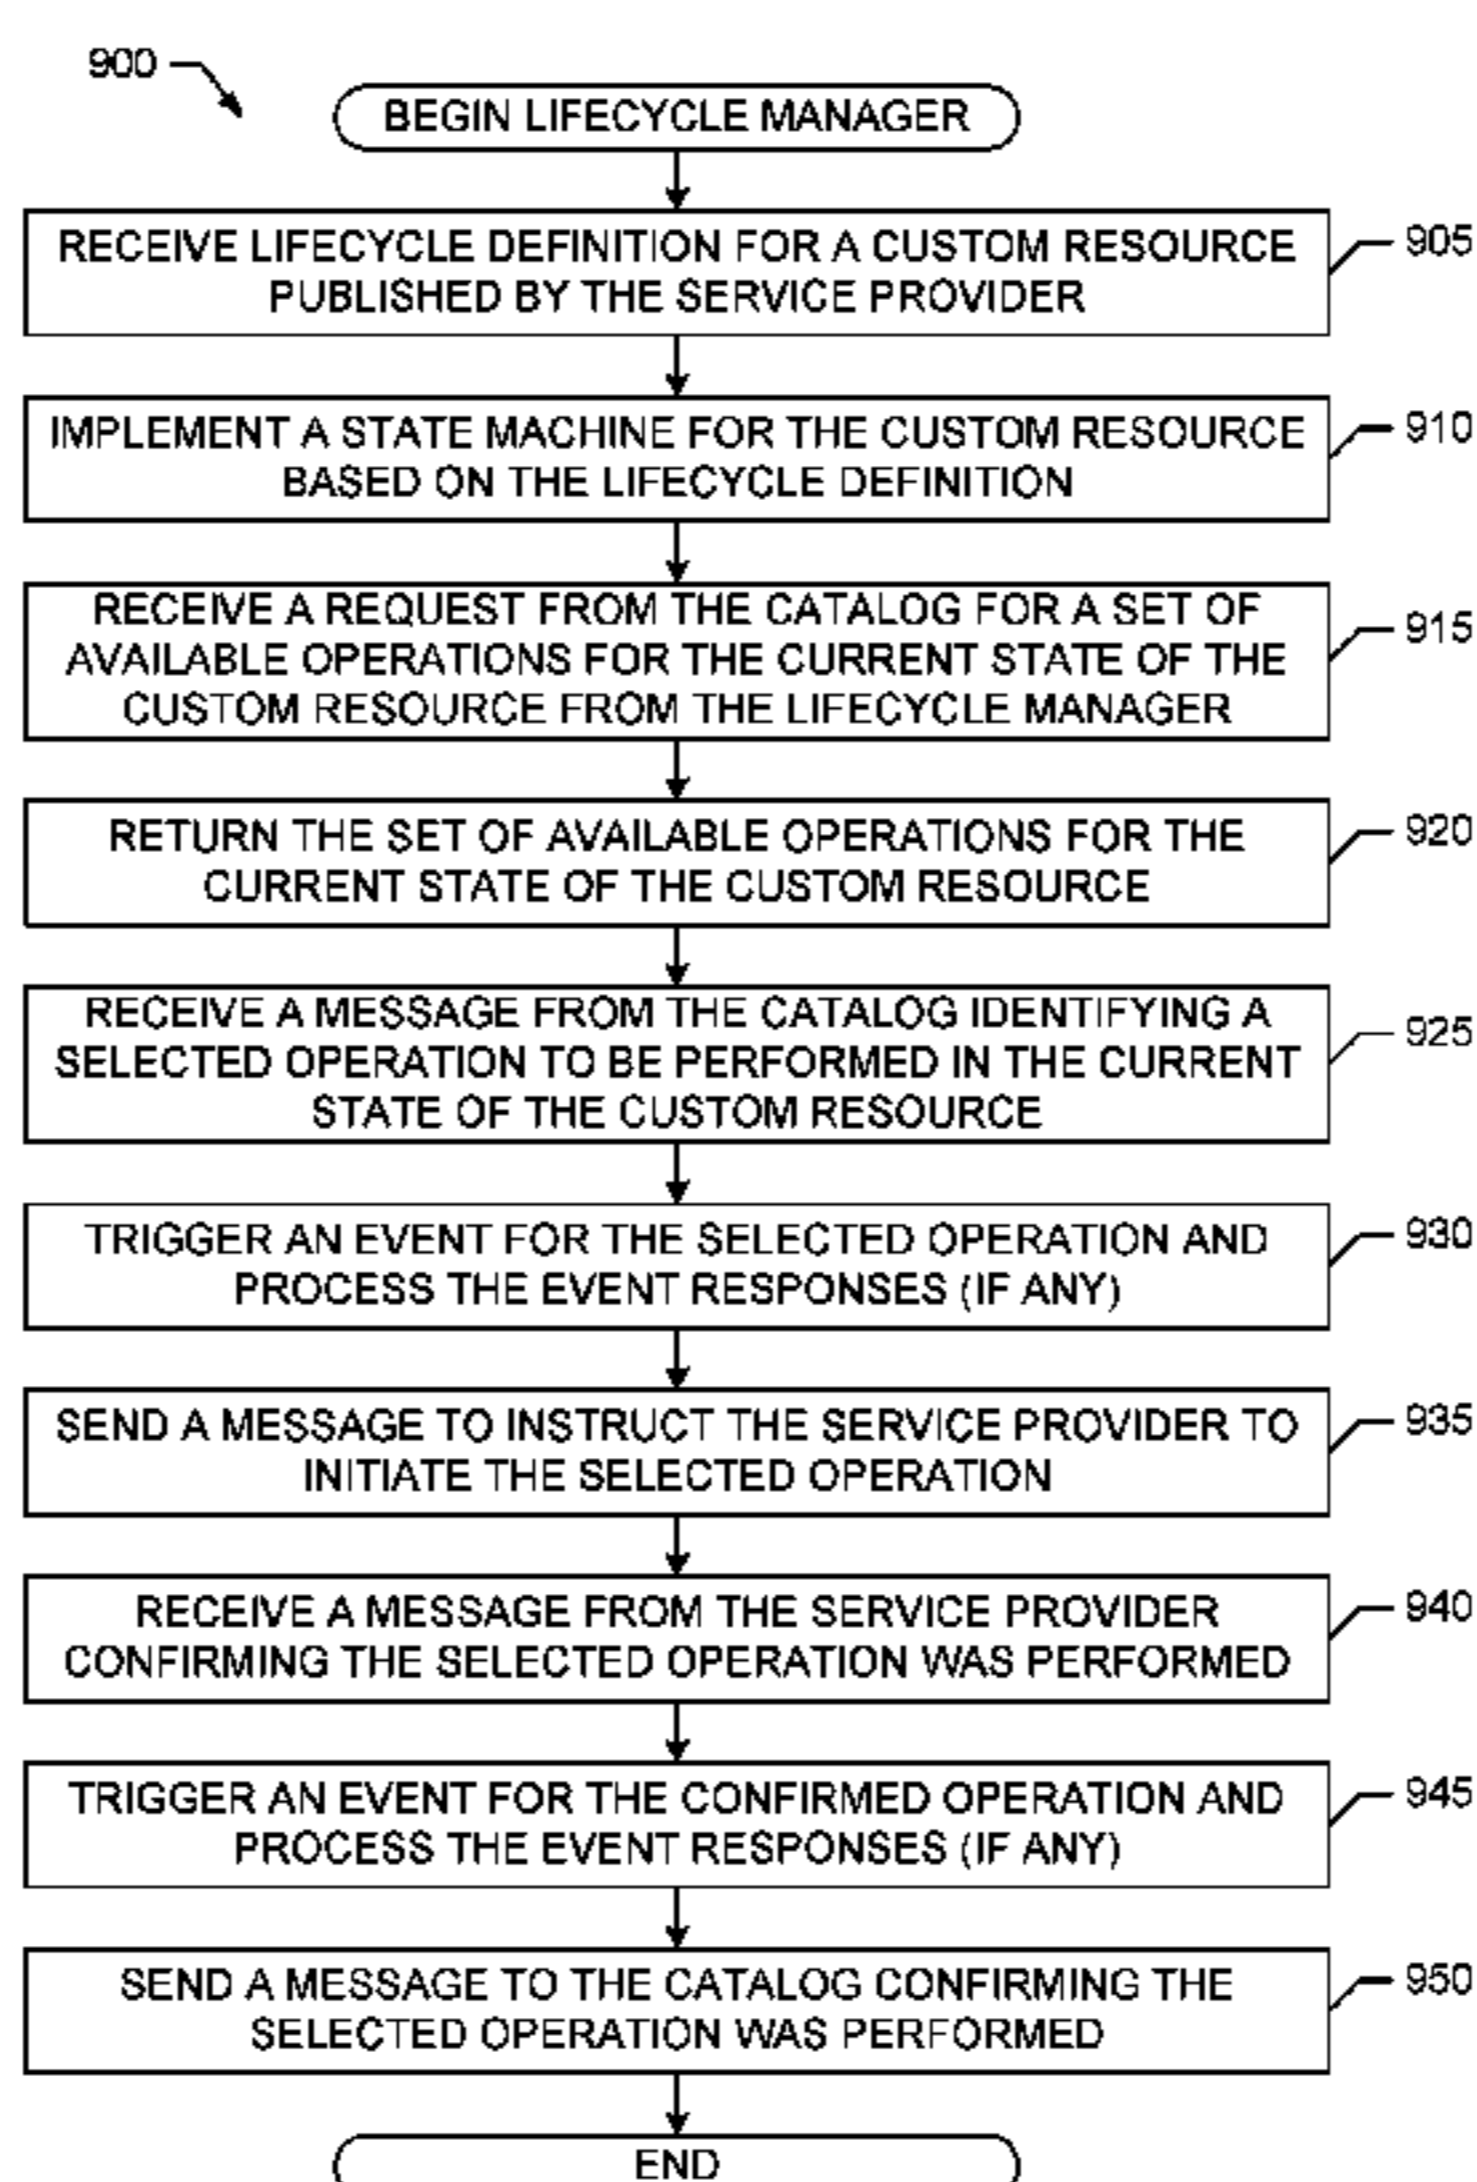 900
BEGIN LIFECYCLE MANAGER
RECEIVE LIFECYCLE DEFINITION FOR A CUSTOM RESOURCE
PUBLISHED BY THE SERVICE PROVIDER
905
IMPLEMENT A STATE MACHINE FOR THE CUSTOM RESOURCE
BASED ON THE LIFECYCLE DEFINITION
910
RECEIVE A REQUEST FROM THE CATALOG FOR A SET OF
AVAILABLE OPERATIONS FOR THE CURRENT STATE OF THE
CUSTOM RESOURCE FROM THE LIFECYCLE MANAGER
915
RETURN THE SET OF AVAILABLE OPERATIONS FOR THE
CURRENT STATE OF THE CUSTOM RESOURCE
920
RECEIVE A MESSAGE FROM THE CATALOG IDENTIFYING A
SELECTED OPERATION TO BE PERFORMED IN THE CURRENT
STATE OF THE CUSTOM RESOURCE
925
TRIGGER AN EVENT FOR THE SELECTED OPERATION AND
PROCESS THE EVENT RESPONSES (IF ANY)
930
SEND A MESSAGE TO INSTRUCT THE SERVICE PROVIDER TO
INITIATE THE SELECTED OPERATION
935
RECEIVE A MESSAGE FROM THE SERVICE PROVIDER
CONFIRMING THE SELECTED OPERATION WAS PERFORMED
940
TRIGGER AN EVENT FOR THE CONFIRMED OPERATION AND
PROCESS THE EVENT RESPONSES (IF ANY)
945
SEND A MESSAGE TO THE CATALOG CONFIRMING THE
SELECTED OPERATION WAS PERFORMED
950
END